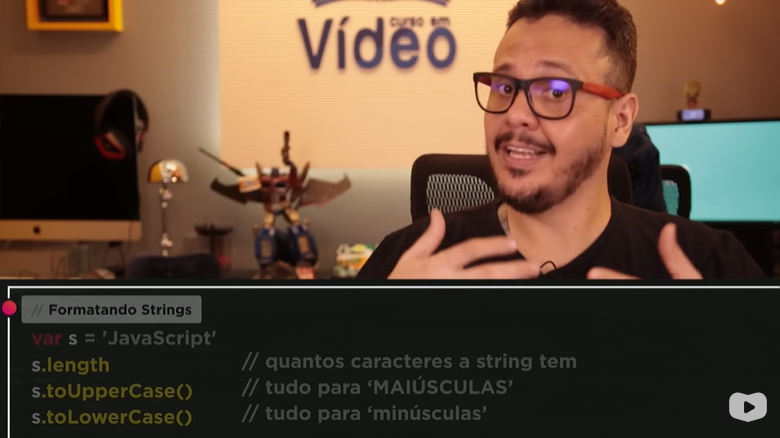 curso em
Vídeo
// Formatando Strings
var s = 'JavaScript'
s.length // quantos caracteres a string tem
s.toUpperCase() // tudo para ‘MAIÚSCULAS’
s.toLowerCase() // tudo para ‘minúsculas’